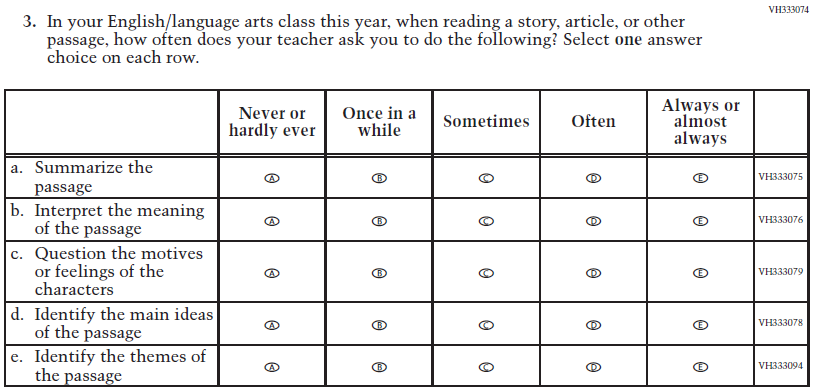 VH333074
3. In your English/language arts class this year, when reading a story, article, or other
passage, how often does your teacher ask you to do the following? Select one answer
choice on each row.
Never or
hardly ever
Once in a
while
Sometimes
Often
Always or
almost
always
a. Summarize the
passage
A B C D E VH333075
b. Interpret the meaning
of the passage
A B C D E VH333076
c. Question the motives
or feelings of the
characters
A B C D E VH333079
d. Identify the main ideas
of the passage
A B C D E VH333078
e. Identify the themes of
the passage
A B C D E VH333094